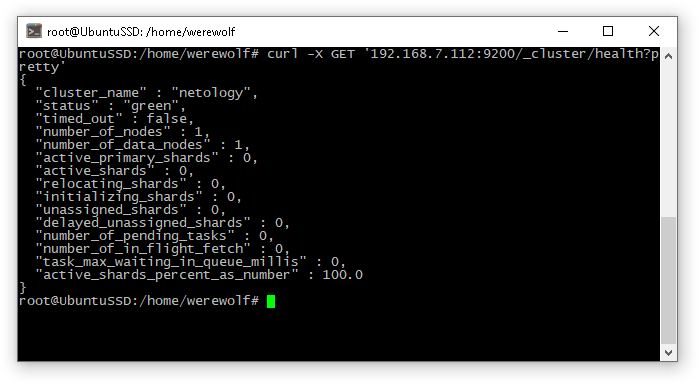 root@UbuntuSSD: /home/werewolf
root@UbuntuSSD:/home/werewolf# curl -X GET '192.168.7.112:9200/_cluster/health?p
retty'
{
  "cluster_name" : "netology",
  "status" : "green",
  "timed_out" : false,
  "number_of_nodes" : 1,
  "number_of_data_nodes" : 1,
  "active_primary_shards" : 0,
  "active_shards" : 0,
  "relocating_shards" : 0,
  "initializing_shards" : 0,
  "unassigned_shards" : 0,
  "delayed_unassigned_shards" : 0,
  "number_of_pending_tasks" : 0,
  "number_of_in_flight_fetch" : 0,
  "task_max_waiting_in_queue_millis" : 0,
  "active_shards_percent_as_number" : 100.0
}
root@UbuntuSSD:/home/werewolf#